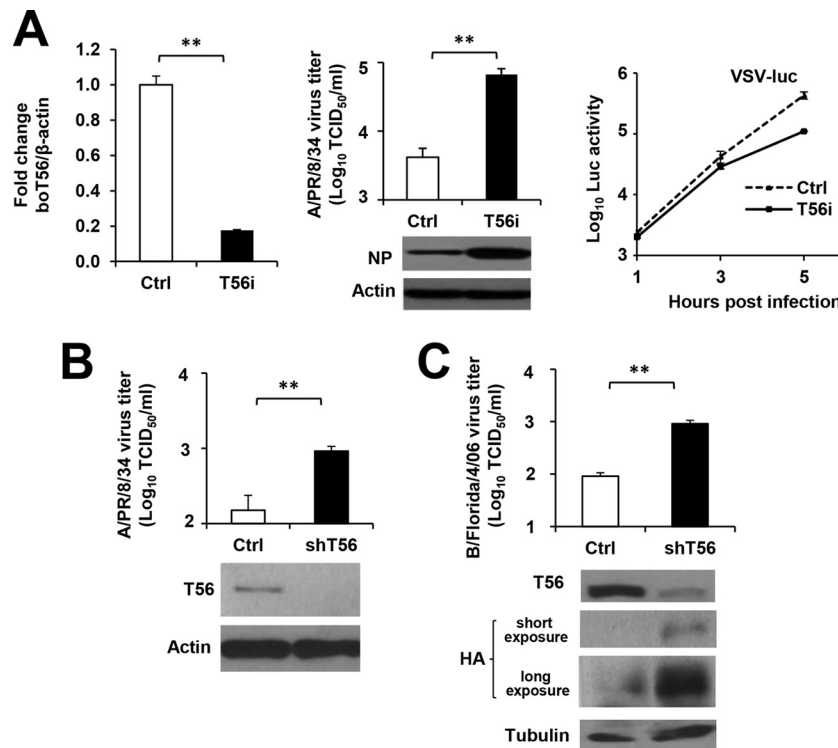 A
Fold change
boT56/β-actin
1.2
1.0
0.8
0.6
0.4
0.2
0.0
**
Ctrl
T56i
A/PR/8/34 virus titer
(Log10 TCID50/ml)
5
4
3
**
Ctrl
T56i
NP
Actin
VSV-luc
Log10 Luc activity
6
5
4
3
Ctrl
T56i
1
3
5
Hours post infection
B
A/PR/8/34 virus titer
(Log10 TCID50/ml)
4
3
2
**
Ctrl
shT56
T56
Actin
C
B/Florida/4/06 virus titer
(Log10 TCID50/ml)
4
3
2
1
**
Ctrl
shT56
T56
HA
short
exposure
long
exposure
Tubulin